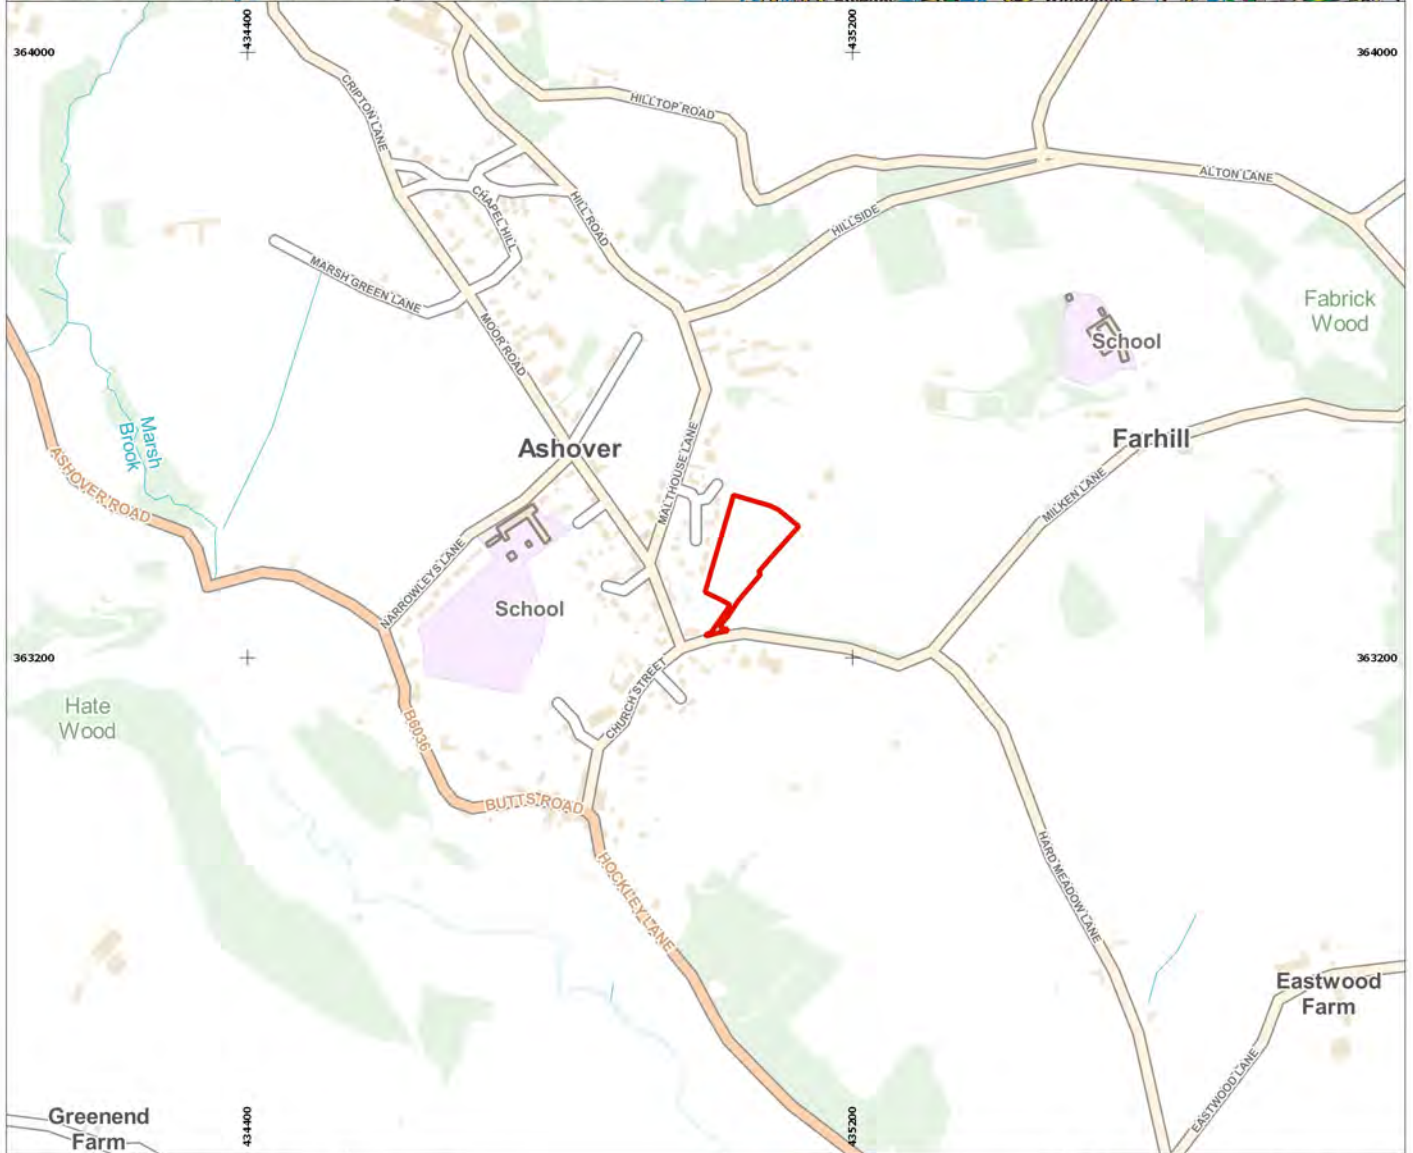 434400
435200
364000
364000
CRIPTON LANE
HILLTOP ROAD
ALTON LANE
CHAPEL HILL
HILL ROAD
HILLSIDE
MARSH GREEN LANE
Fabrick
Wood
MOOR ROAD
School
Marsh
Brook
Ashover
MALTHOUSE LANE
Farhill
ASHOVER ROAD
MILKEN LANE
NARROWLEYS LANE
School
363200
363200
CHURCH STREET
Hate
Wood
B6036
BUTTS ROAD
HOCKLEY LANE
HARD MEADOW LANE
Eastwood
Farm
EASTWOOD LANE
Greenend
Farm
434400
435200